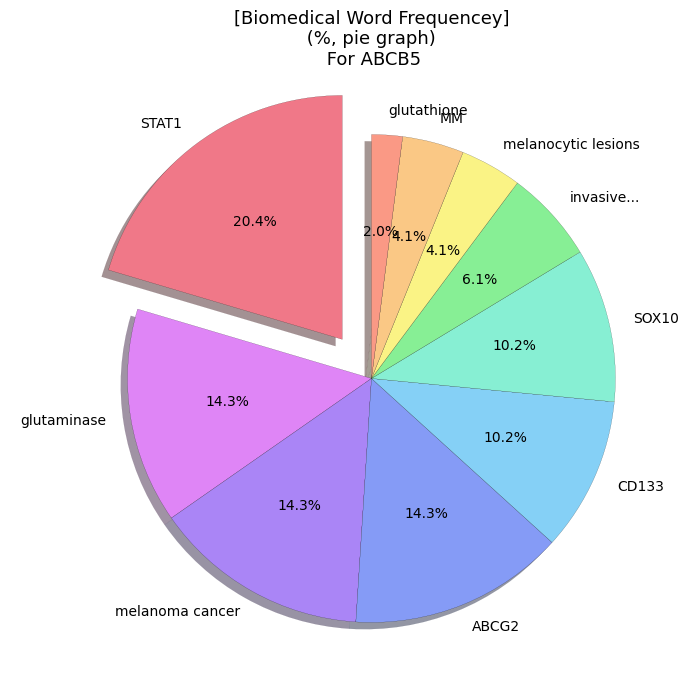 [Biomedical Word Frequencey]
(%, pie graph)
For ABCB5
glutathione
MM
STAT1
melanocytic lesions
invasive...
20.4%
2.0%
4.1%
4.1%
6.1%
SOX10
10.2%
glutaminase
14.3%
10.2%
CD133
14.3%
14.3%
melanoma cancer
ABCG2